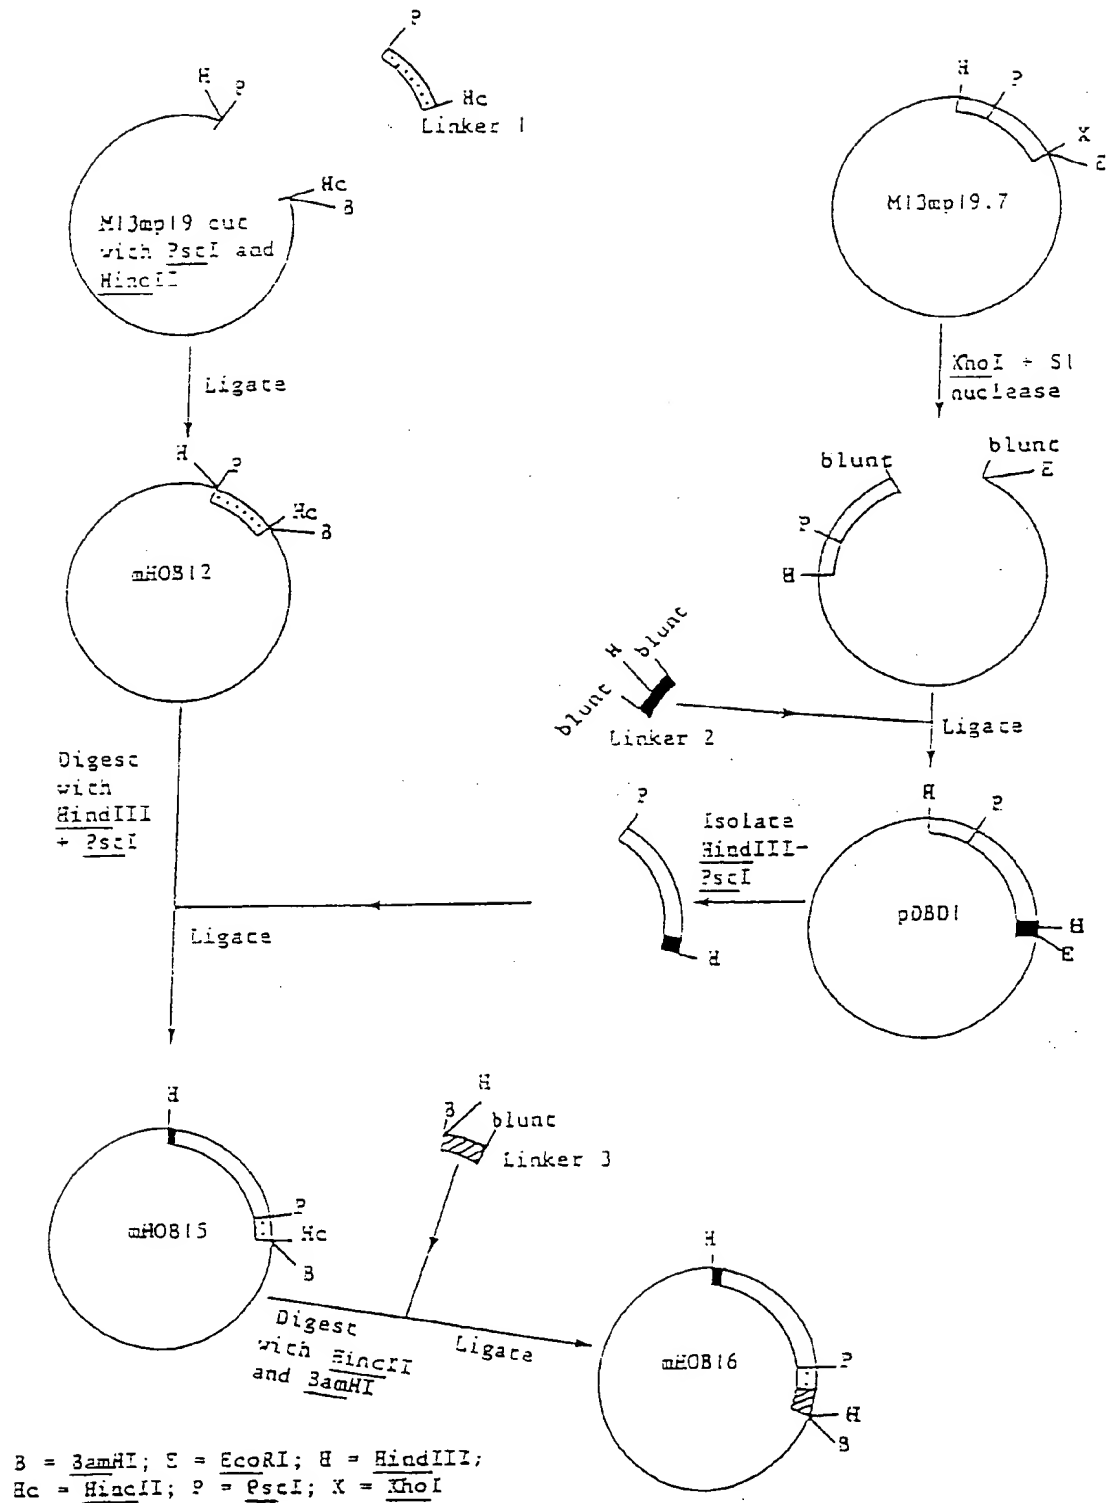 P
H
P
Hc
Linker 1
Hc
B
M13mp19 cut
with PstI and
HincII
H
P
X
E
M13mp19.7
Ligate
XhoI + S1
nuclease
H
P
Hc
B
mHOB12
blunt
blunt
E
P
H
H
blunt
blunt
Linker 2
Ligate
Digest
with
HindIII
+ PstI
P
Isolate
HindIII-
PstI
H
H
P
pDBD1
H
E
Ligate
H
mHOB15
P
Hc
B
B
H
blunt
Linker 3
Digest
with HincII
and BamHI
Ligate
H
mHOB16
P
H
B
B = BamHI; E = EcoRI; H = HindIII;
Hc = HincII; P = PstI; X = XhoI